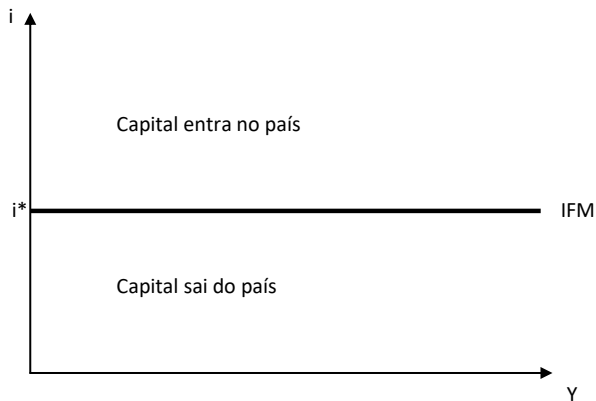 i
Capital entra no país
i*
IFM
Capital sai do país
Y